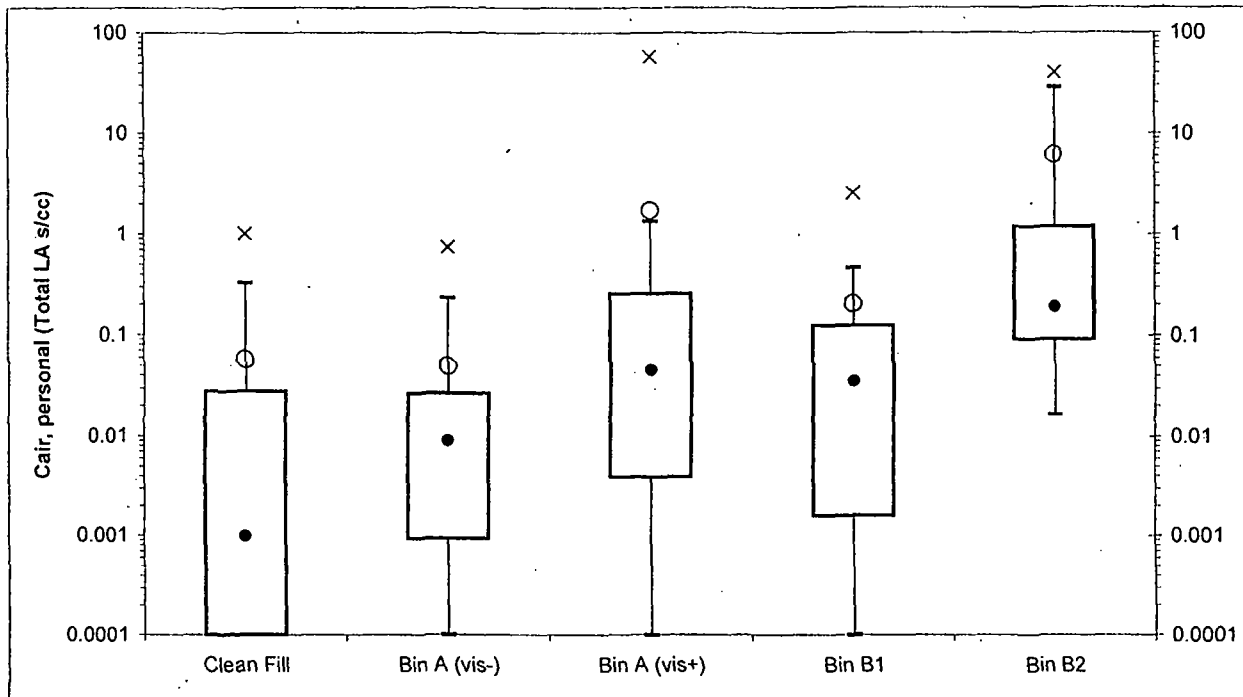 Cair, personal (Total LA s/cc)
100
10
1
0.1
0.01
0.001
0.0001
100
10
1
0.1
0.01
0.001
0.0001
Clean Fill
Bin A (vis-)
Bin A (vis+)
Bin B1
Bin B2